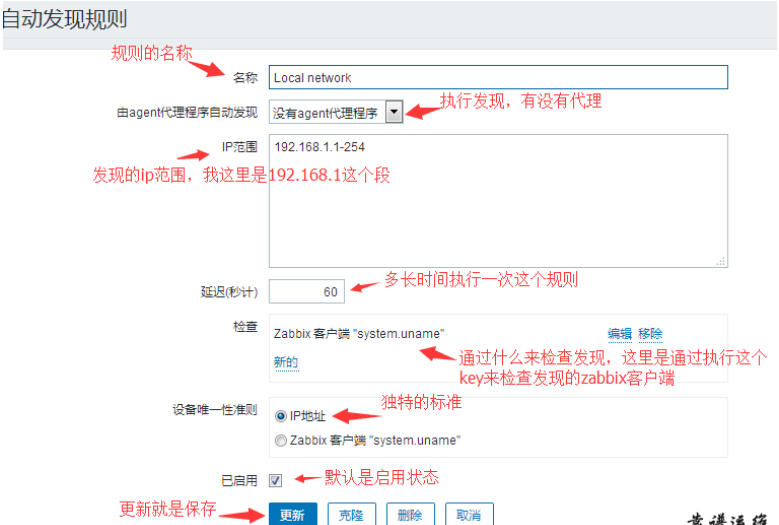 自动发现规则
规则的名称
名称 Local network
由agent代理程序自动发现 没有agent代理程序 执行发现，有没有代理
IP范围 192.168.1.1-254
发现的ip范围，我这里是192.168.1这个段
多长时间执行一次这个规则
延迟(秒计) 60
检查 Zabbix 客户端 "system.uname" 编辑 移除
新的 通过什么来检查发现，这里是通过执行这个
key来检查发现的zabbix客户端
设备唯一性准则 独特的标准
IP地址
Zabbix 客户端 "system.uname"
已启用 默认是启用状态
更新就是保存 更新 克隆 删除 取消